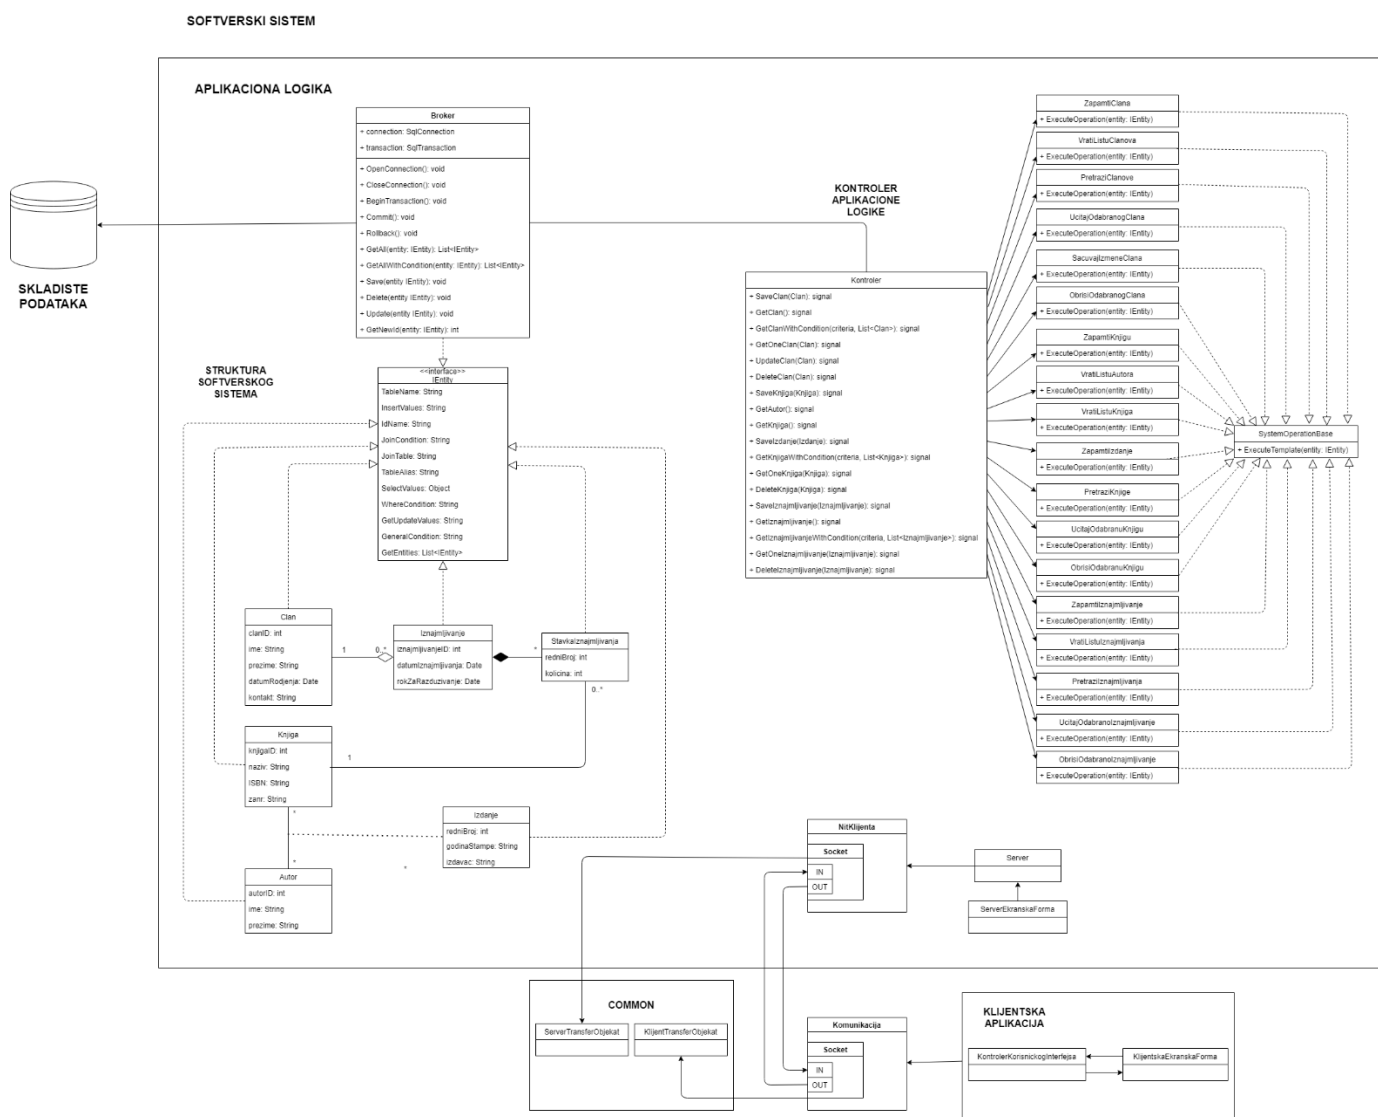 SOFTVERSKI SISTEM
APLIKACIONA LOGIKA
Broker
+ connection: SqlConnection
+ transaction: SqlTransaction
+ OpenConnection(): void
+ CloseConnection(): void
+ BeginTransaction(): void
+ Commit(): void
+ Rollback(): void
+ GetAll(entity: IEntity): List<IEntity>
+ GetAllWithCondition(entity: IEntity): List<IEntity>
+ Save(entity IEntity): void
+ Delete(entity IEntity): void
+ Update(entity IEntity): void
+ GetNewId(entity: IEntity): int
SKLADISTE
PODATAKA
STRUKTURA
SOFTVERSKOG
SISTEMA
<<interface>>
IEntity
TableName: String
InsertValues: String
IdName: String
JoinCondition: String
JoinTable: String
TableAlias: String
SelectValues: Object
WhereCondition: String
GetUpdateValues: String
GeneralCondition: String
GetEntities: List<IEntity>
Clan
clanID: int
ime: String
prezime: String
datumRodjenja: Date
kontakt: String
1
0..*
Iznajmljivanje
iznajmljivanjeID: int
datumIznajmljivanja: Date
rokZaRazduzivanje: Date
*
StavkaIznajmljivanja
redniBroj: int
kolicina: int
0..*
Knjiga
knjigaID: int
naziv: String
ISBN: String
zanr: String
1
*
*
*
Izdanje
redniBroj: int
godinaStampe: String
izdavac: String
Autor
autorID: int
ime: String
prezime: String
KONTROLER
APLIKACIONE
LOGIKE
Kontroler
+ SaveClan(Clan): signal
+ GetClan(): signal
+ GetClanWithCondition(criteria, List<Clan>): signal
+ GetOneClan(Clan): signal
+ UpdateClan(Clan): signal
+ DeleteClan(Clan): signal
+ SaveKnjiga(Knjiga): signal
+ GetAutor(): signal
+ GetKnjiga(): signal
+ SaveIzdanje(Izdanje): signal
+ GetKnjigaWithCondition(criteria, List<Knjiga>): signal
+ GetOneKnjiga(Knjiga): signal
+ DeleteKnjiga(Knjiga): signal
+ SaveIznajmljivanje(Iznajmljivanje): signal
+ GetIznajmljivanje(): signal
+ GetIznajmljivanjeWithCondition(criteria, List<Iznajmljivanje>): signal
+ GetOneIznajmljivanje(Iznajmljivanje): signal
+ DeleteIznajmljivanje(Iznajmljivanje): signal
ZapamtiClana
+ ExecuteOperation(entity: IEntity)
VratiListuClanova
+ ExecuteOperation(entity: IEntity)
PretraziClanove
+ ExecuteOperation(entity: IEntity)
UcitajOdabranogClana
+ ExecuteOperation(entity: IEntity)
SacuvajIzmeneClana
+ ExecuteOperation(entity: IEntity)
ObrisiOdabranogClana
+ ExecuteOperation(entity: IEntity)
ZapamtiKnjigu
+ ExecuteOperation(entity: IEntity)
VratiListuAutora
+ ExecuteOperation(entity: IEntity)
VratiListuKnjiga
+ ExecuteOperation(entity: IEntity)
ZapamtiIzdanje
+ ExecuteOperation(entity: IEntity)
PretraziKnjige
+ ExecuteOperation(entity: IEntity)
UcitajOdabranuKnjigu
+ ExecuteOperation(entity: IEntity)
ObrisiOdabranuKnjigu
+ ExecuteOperation(entity: IEntity)
ZapamtiIznajmljivanje
+ ExecuteOperation(entity: IEntity)
VratiListuIznajmljivanja
+ ExecuteOperation(entity: IEntity)
PretraziIznajmljivanja
+ ExecuteOperation(entity: IEntity)
UcitajOdabranoIznajmljivanje
+ ExecuteOperation(entity: IEntity)
ObrisiOdabranoIznajmljivanje
+ ExecuteOperation(entity: IEntity)
SystemOperationBase
+ ExecuteTemplate(entity: IEntity)
NitKlijenta
Socket
IN
OUT
Server
ServerEkranskaForma
COMMON
ServerTransferObjekat
KlijentTransferObjekat
Komunikacija
Socket
IN
OUT
KLIJENTSKA
APLIKACIJA
KontrolerKorisnickogInterfejsa
KlijentskaEkranskaForma